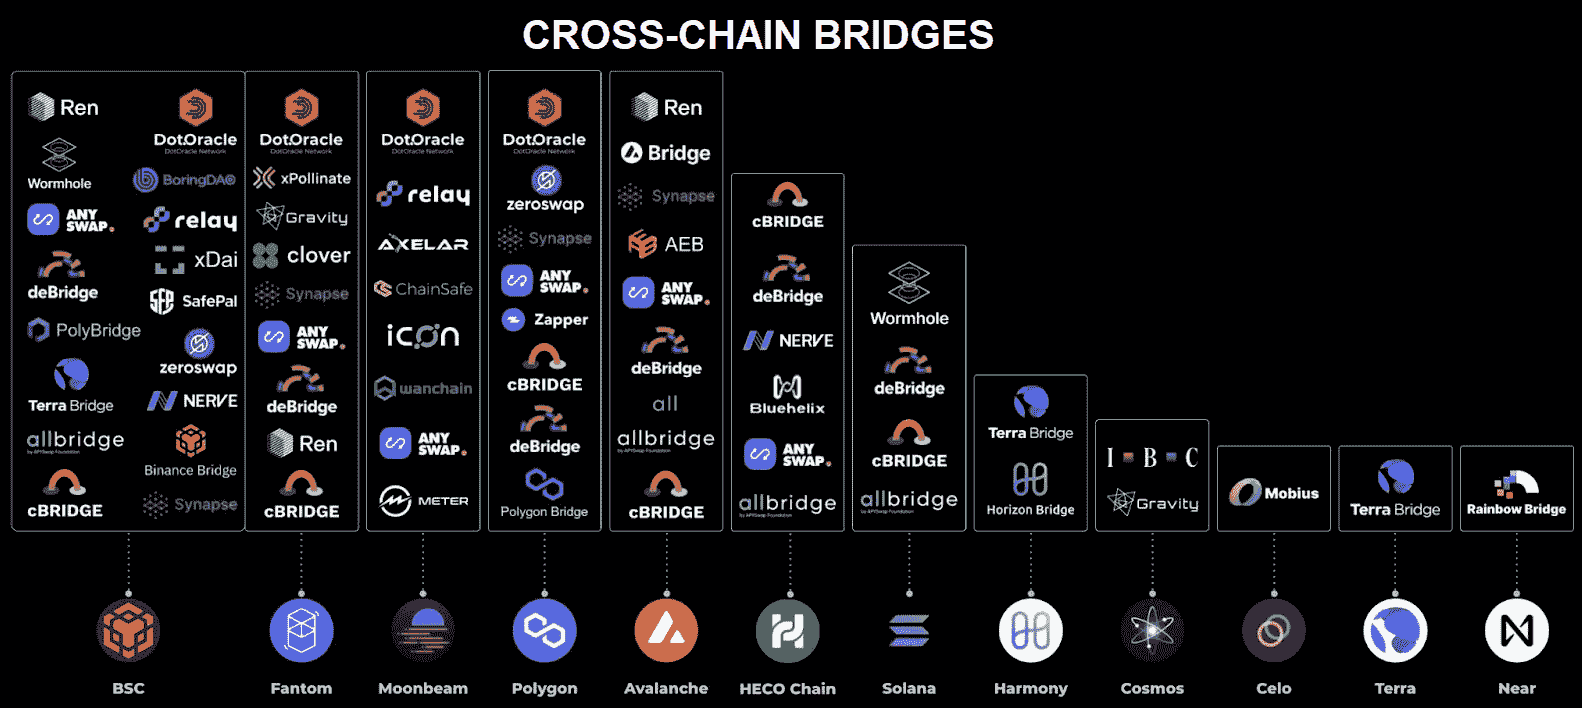 CROSS-CHAIN BRIDGES
Ren
Wormhole
ANY
SWAP.
deBridge
PolyBridge
Terra Bridge
allbridge
by APYSwap Foundation
cBRIDGE
DotOracle
DotOracle Network
BoringDAO
relay
xDai
SFP SafePal
zeroswap
NERVE
Binance Bridge
Synapse
DotOracle
DotOracle Network
xPollinate
Gravity
clover
Synapse
ANY
SWAP.
deBridge
Ren
cBRIDGE
DotOracle
DotOracle Network
relay
AXELAR
ChainSafe
icon
wanchain
ANY
SWAP.
METER
DotOracle
DotOracle Network
zeroswap
Synapse
ANY
SWAP.
Zapper
cBRIDGE
deBridge
Polygon Bridge
Ren
Bridge
Synapse
AEB
ANY
SWAP.
deBridge
all
allbridge
by APYSwap Foundation
cBRIDGE
cBRIDGE
deBridge
NERVE
Bluehelix
ANY
SWAP.
allbridge
by APYSwap Foundation
Wormhole
deBridge
cBRIDGE
allbridge
by APYSwap Foundation
Terra Bridge
Horizon Bridge
I B C
Gravity
Mobius
Terra Bridge
Rainbow Bridge
BSC
Fantom
Moonbeam
Polygon
Avalanche
HECO Chain
Solana
Harmony
Cosmos
Celo
Terra
Near